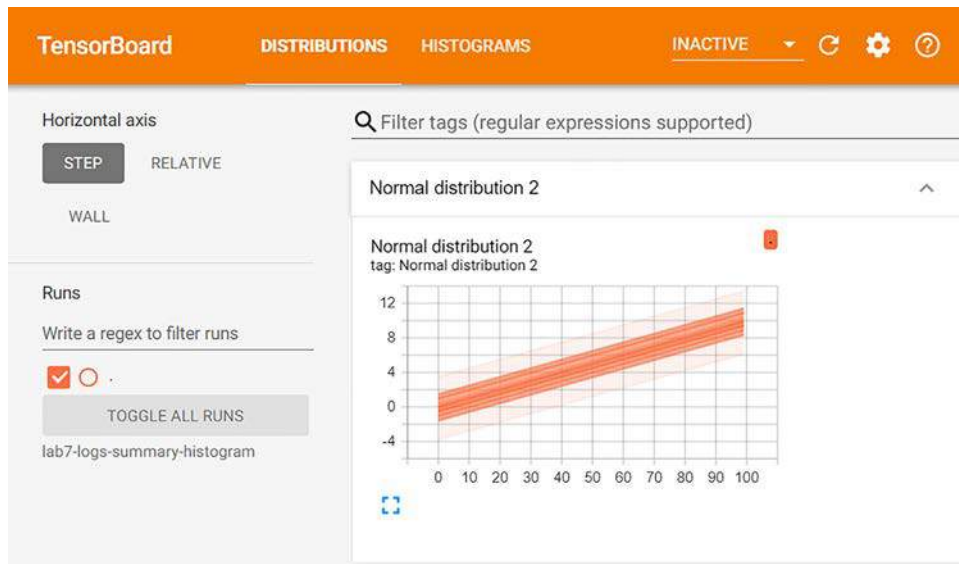 TensorBoard DISTRIBUTIONS HISTOGRAMS INACTIVE
Horizontal axis
STEP RELATIVE
WALL
Runs
Write a regex to filter runs
.
TOGGLE ALL RUNS
lab7-logs-summary-histogram
Filter tags (regular expressions supported)
Normal distribution 2
Normal distribution 2
tag: Normal distribution 2
.
12
8
4
0
-4
0 10 20 30 40 50 60 70 80 90 100